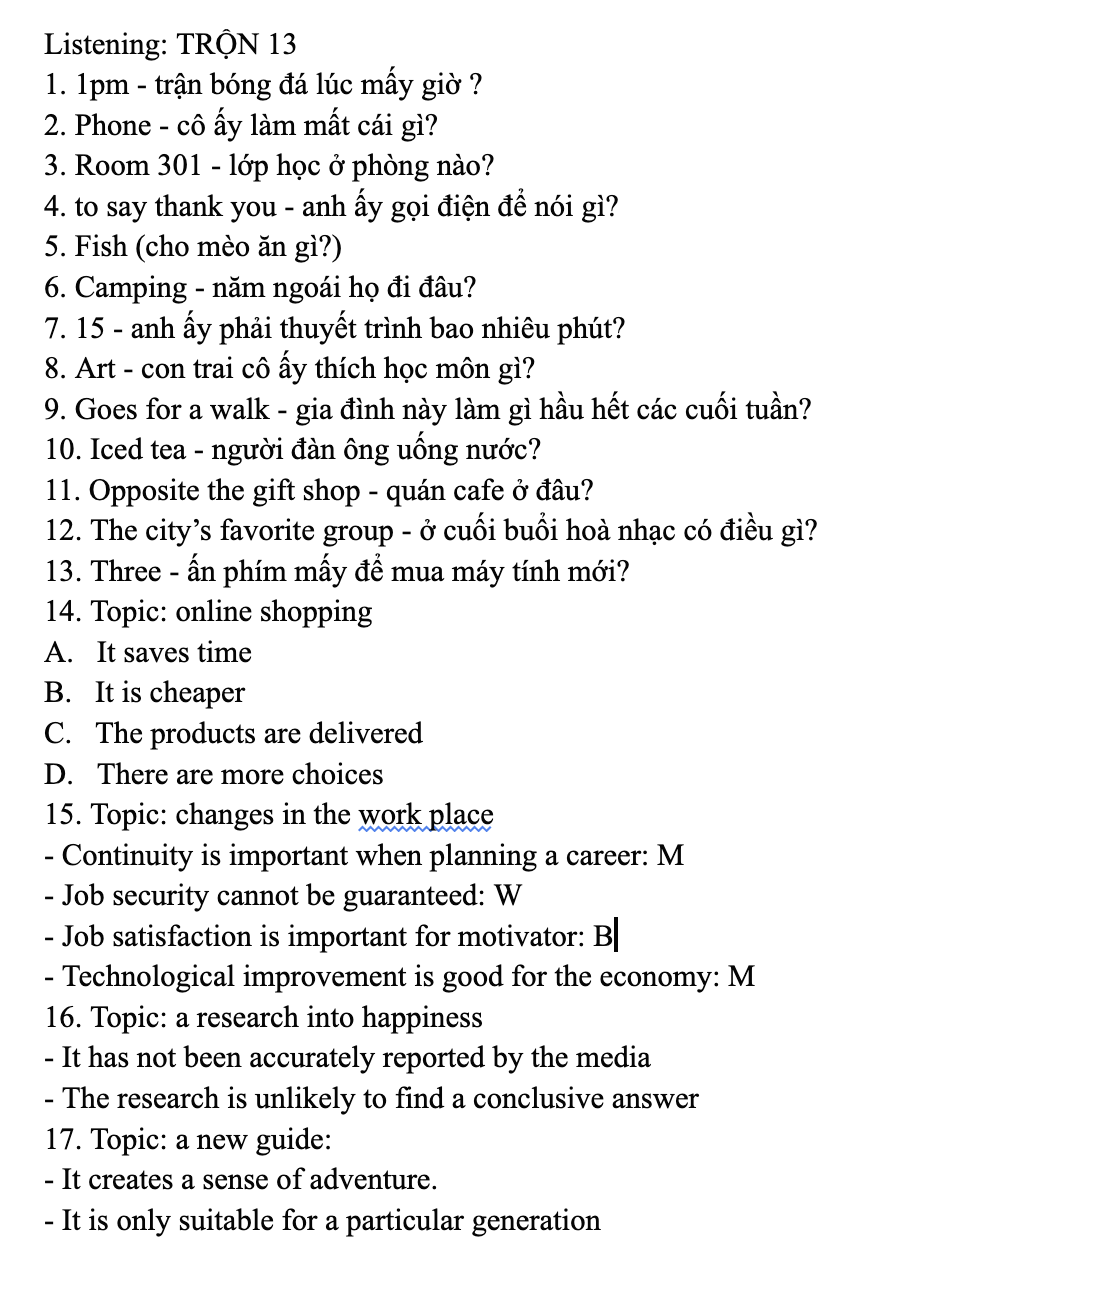 Listening: TRỘN 13
1. 1pm - trận bóng đá lúc mấy giờ ?
2. Phone - cô ấy làm mất cái gì?
3. Room 301 - lớp học ở phòng nào?
4. to say thank you - anh ấy gọi điện để nói gì?
5. Fish (cho mèo ăn gì?)
6. Camping - năm ngoái họ đi đâu?
7. 15 - anh ấy phải thuyết trình bao nhiêu phút?
8. Art - con trai cô ấy thích học môn gì?
9. Goes for a walk - gia đình này làm gì hầu hết các cuối tuần?
10. Iced tea - người đàn ông uống nước?
11. Opposite the gift shop - quán cafe ở đâu?
12. The city’s favorite group - ở cuối buổi hoà nhạc có điều gì?
13. Three - ấn phím mấy để mua máy tính mới?
14. Topic: online shopping
A. It saves time
B. It is cheaper
C. The products are delivered
D. There are more choices
15. Topic: changes in the work place
- Continuity is important when planning a career: M
- Job security cannot be guaranteed: W
- Job satisfaction is important for motivator: B
- Technological improvement is good for the economy: M
16. Topic: a research into happiness
- It has not been accurately reported by the media
- The research is unlikely to find a conclusive answer
17. Topic: a new guide:
- It creates a sense of adventure.
- It is only suitable for a particular generation